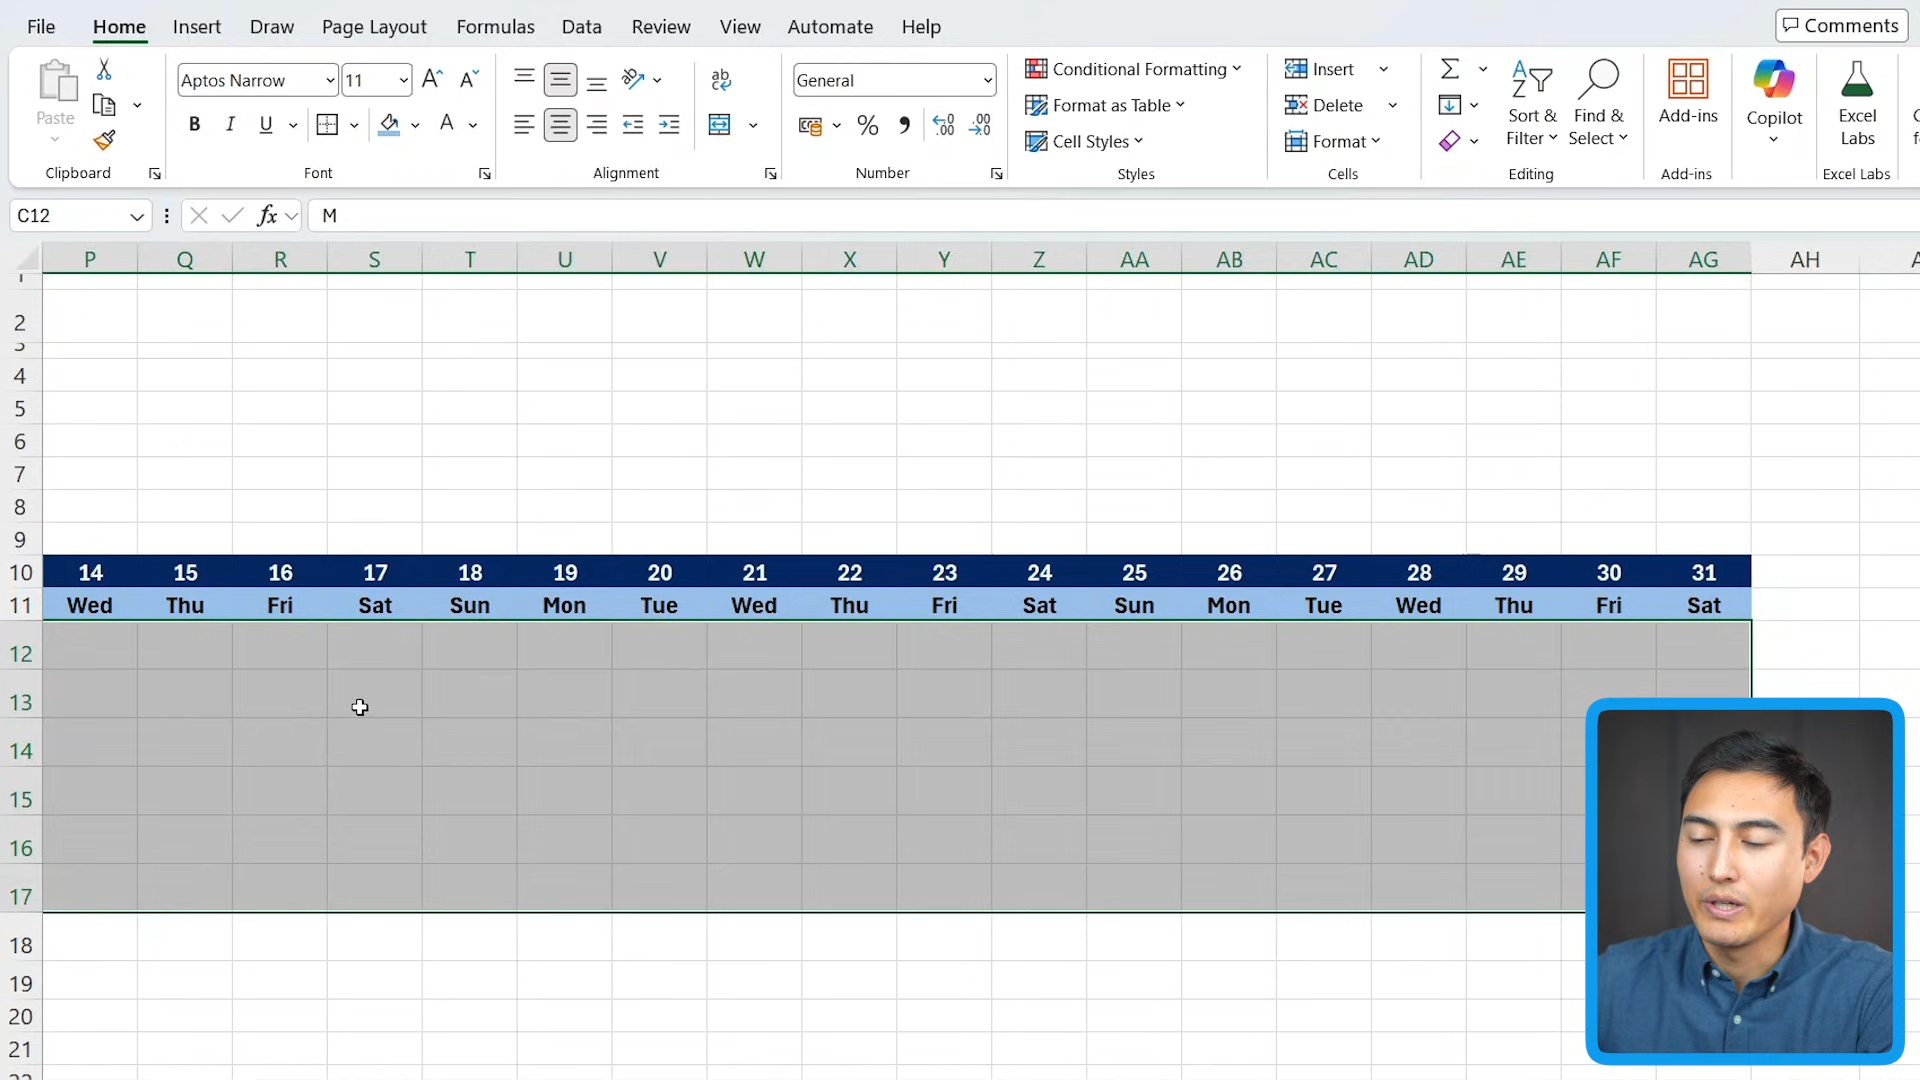 File Home Insert Draw Page Layout Formulas Data Review View Automate Help Comments
Paste
Clipboard
Aptos Narrow 11
B I U A
Font
ab
Alignment
General
% 9
Number
Conditional Formatting
Format as Table
Cell Styles
Styles
Insert
Delete
Format
Cells
Sort & Filter
Find & Select
Editing
Add-ins
Add-ins
Copilot
Excel Labs
Excel Labs
C12 fx M
P Q R S T U V W X Y Z AA AB AC AD AE AF AG AH
1
2
3
4
5
6
7
8
9
10 14 15 16 17 18 19 20 21 22 23 24 25 26 27 28 29 30 31
11 Wed Thu Fri Sat Sun Mon Tue Wed Thu Fri Sat Sun Mon Tue Wed Thu Fri Sat
12
13
14
15
16
17
18
19
20
21